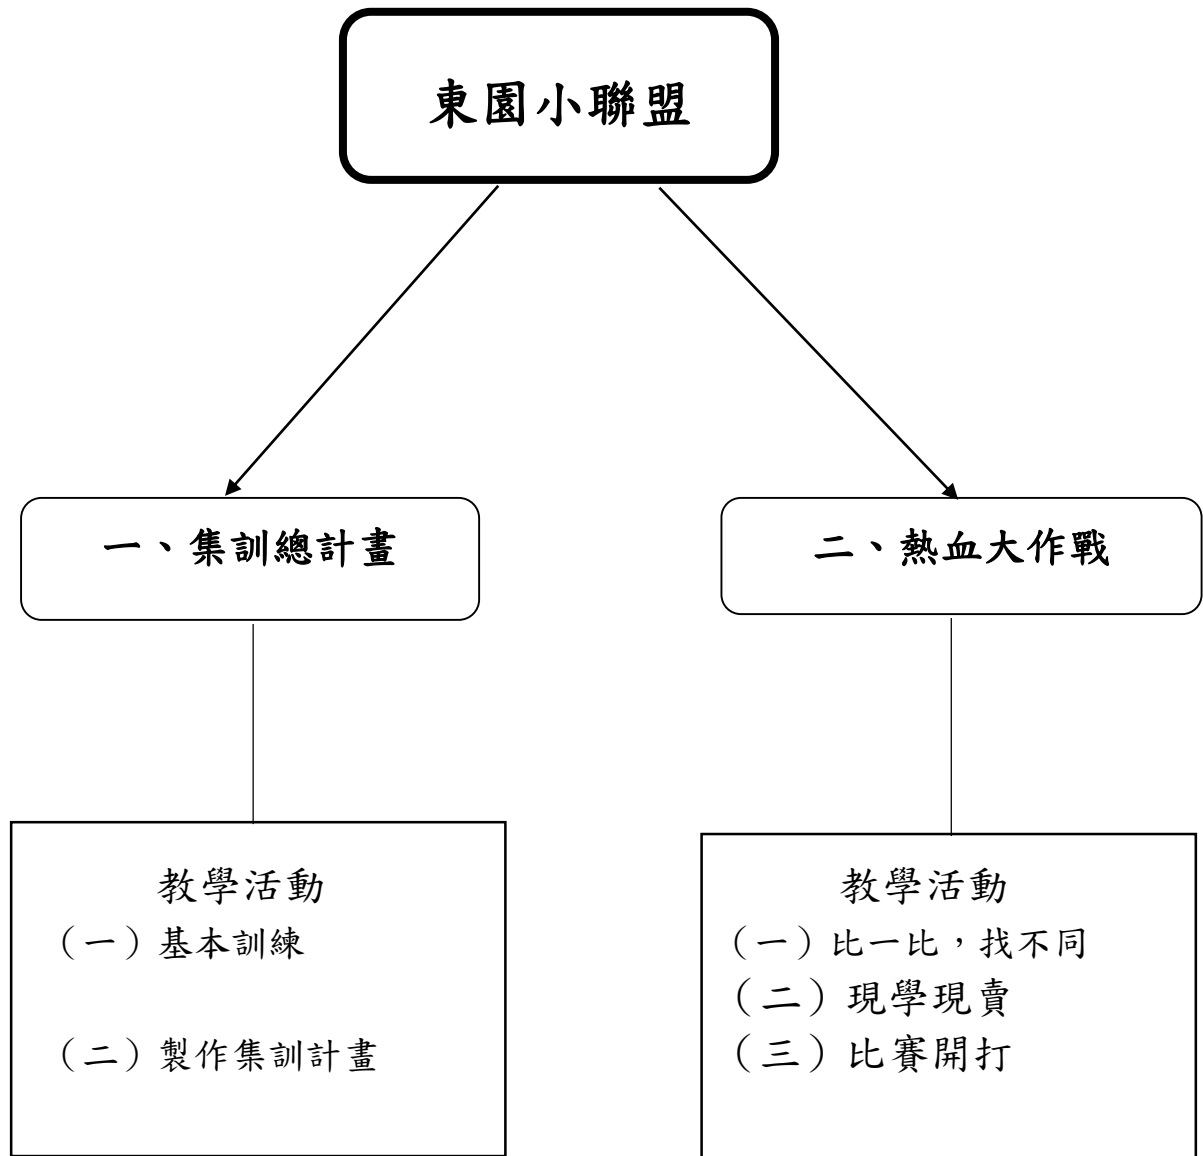 東園小聯盟
一、集訓總計畫
二、熱血大作戰
教學活動
（一）基本訓練
（二）製作集訓計畫
教學活動
（一）比一比，找不同
（二）現學現賣
（三）比賽開打